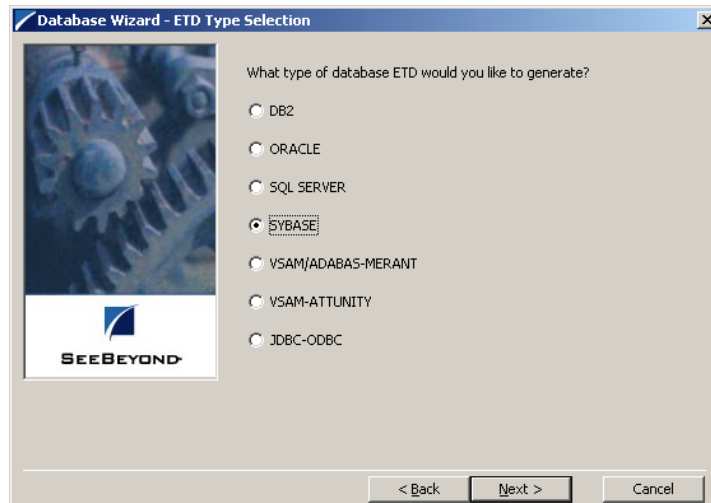 Database Wizard - ETD Type Selection
What type of database ETD would you like to generate?
DB2
ORACLE
SQL SERVER
SYBASE
VSAM/ADABAS-MERANT
VSAM-ATTUNITY
JDBC-ODBC
SEEBEYOND
< Back
Next >
Cancel